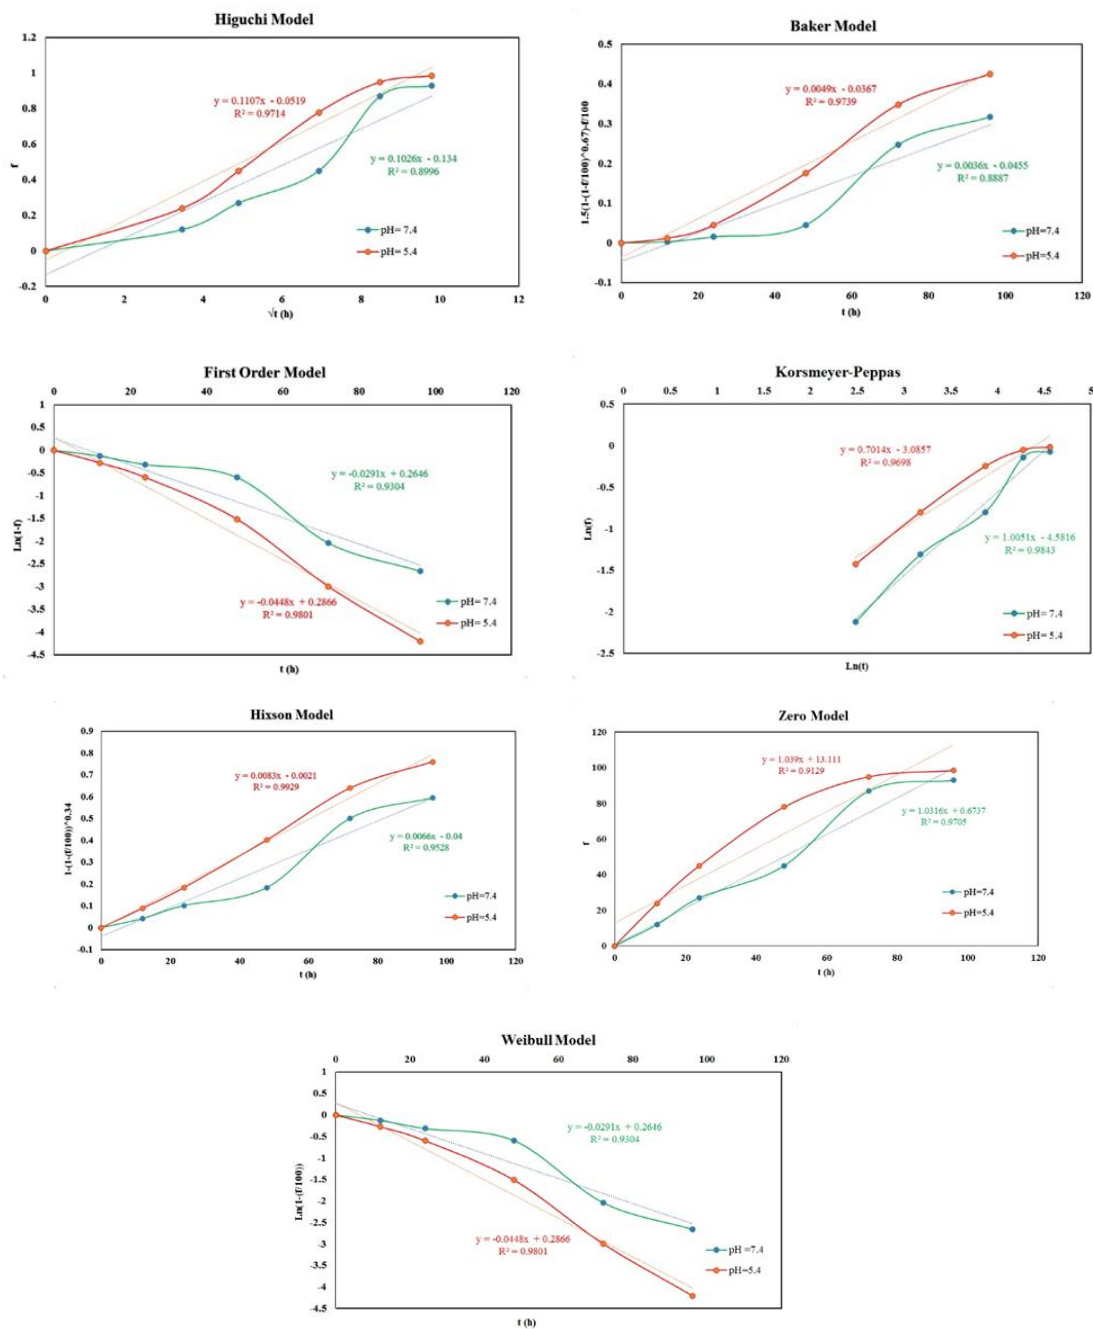 Higuchi Model
1.2
1
0.8
0.6
0.4
0.2
0
-0.2
f
y = 0.1107x - 0.0519
R² = 0.9714
y = 0.1026x - 0.134
R² = 0.8996
pH= 7.4
pH= 5.4
0 2 4 6 8 10 12
√t (h)
Baker Model
0.5
0.4
0.3
0.2
0.1
0
-0.1
1.5(1-(1-f/100)^0.67)-f/100
y = 0.0049x - 0.0367
R² = 0.9739
y = 0.0036x - 0.0455
R² = 0.8887
pH=7.4
pH=5.4
0 20 40 60 80 100 120
t (h)
First Order Model
0 20 40 60 80 100 120
1
0.5
0
-0.5
-1
-1.5
-2
-2.5
-3
-3.5
-4
-4.5
Ln(1-f)
y = -0.0291x + 0.2646
R² = 0.9304
y = -0.0448x + 0.2866
R² = 0.9801
pH= 7.4
pH= 5.4
t (h)
Korsmeyer-Peppas
0 0.5 1 1.5 2 2.5 3 3.5 4 4.5 5
0.5
0
-0.5
-1
-1.5
-2
-2.5
Ln(f)
y = 0.7014x - 3.0857
R² = 0.9698
y = 1.0051x - 4.5816
R² = 0.9843
pH= 7.4
pH= 5.4
Ln(t)
Hixson Model
0.9
0.8
0.7
0.6
0.5
0.4
0.3
0.2
0.1
0
-0.1
1-(1-(f/100))^0.34
y = 0.0083x - 0.0021
R² = 0.9929
y = 0.0066x - 0.04
R² = 0.9528
pH=7.4
pH=5.4
0 20 40 60 80 100 120
t (h)
Zero Model
120
100
80
60
40
20
0
f
y = 1.039x + 13.111
R² = 0.9129
y = 1.0316x + 0.6737
R² = 0.9705
pH=7.4
pH=5.4
0 20 40 60 80 100 120
t (h)
Weibull Model
0 20 40 60 80 100 120
1
0.5
0
-0.5
-1
-1.5
-2
-2.5
-3
-3.5
-4
-4.5
Ln(1-(f/100))
y = -0.0291x + 0.2646
R² = 0.9304
y = -0.0448x + 0.2866
R² = 0.9801
pH =7.4
pH=5.4
t (h)